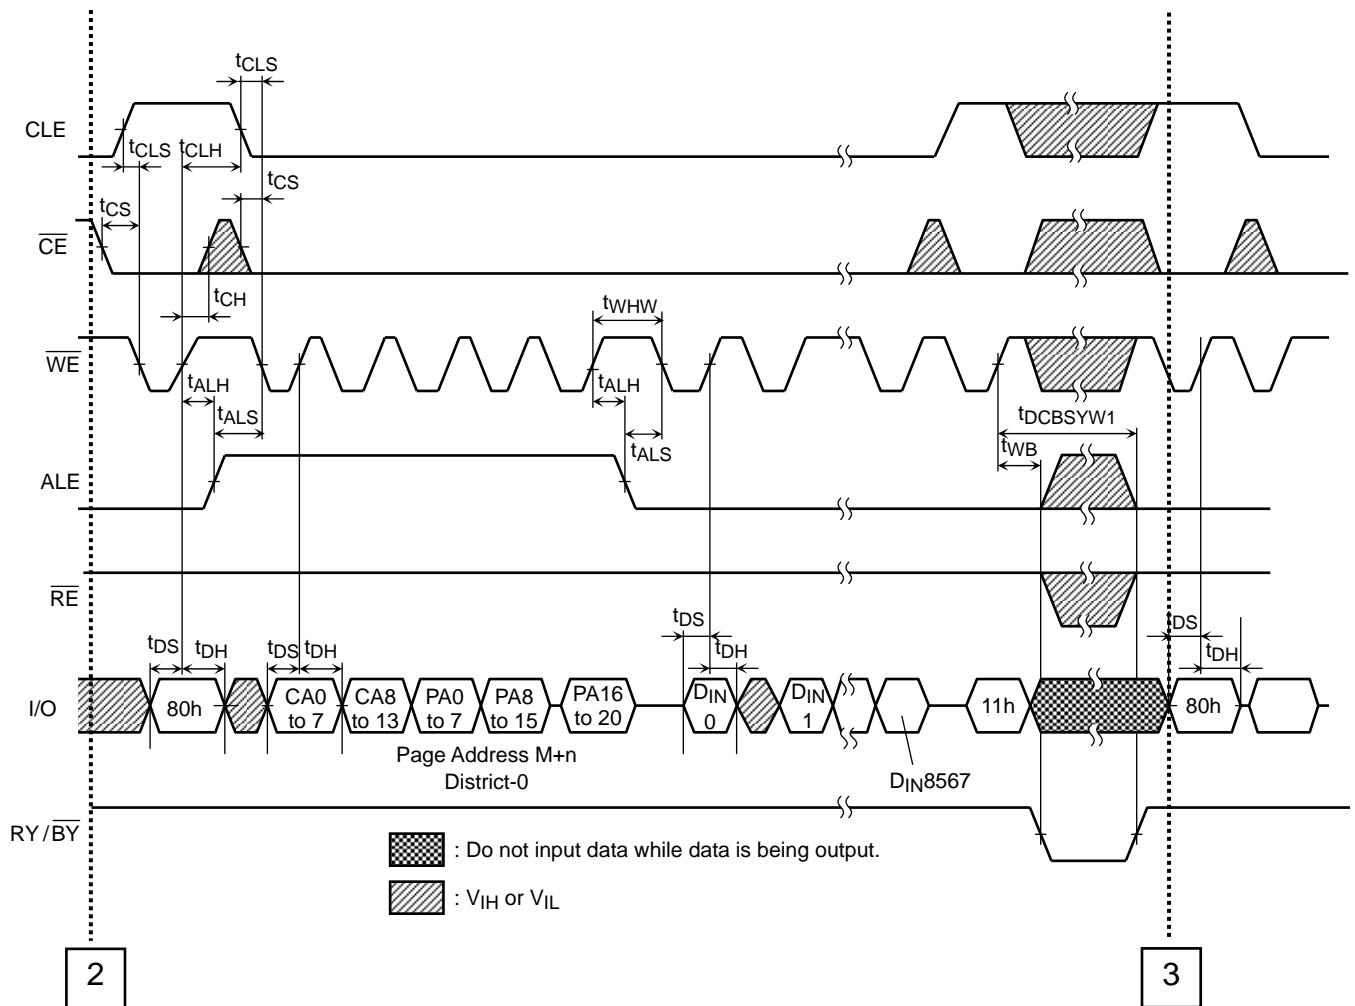 tCLS
CLE
tCLS
tCLH
tCS
tCS
CE
tCH
tWHW
WE
tALH
tALH
tALS
tDCBSYW1
tALS
tWB
ALE
RE
tDS
tDH
tDS
tDH
tDS
tDH
DS
tDH
I/O
80h
CA0
to 7
CA8
to 13
PA0
to 7
PA8
to 15
PA16
to 20
DIN
0
DIN
1
11h
80h
Page Address M+n
District-0
DIN8567
RY/BY
: Do not input data while data is being output.
: VIH or VIL
2
3